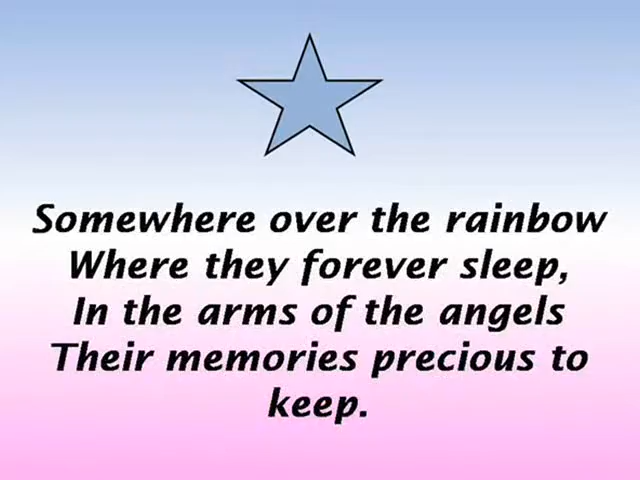 Somewhere over the rainbow
Where they forever sleep,
In the arms of the angels
Their memories precious to
keep.